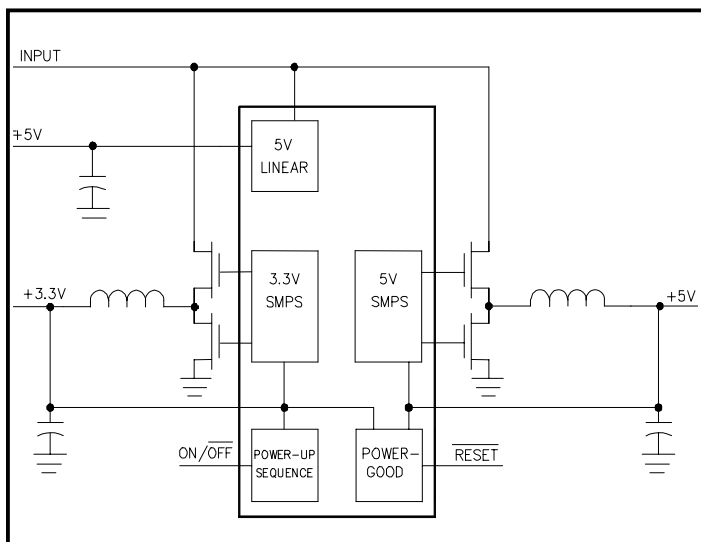 INPUT
+5V
5V
LINEAR
3.3V
SMPS
5V
SMPS
+3.3V
+5V
ON/OFF
POWER-UP
SEQUENCE
POWER-
GOOD
RESET